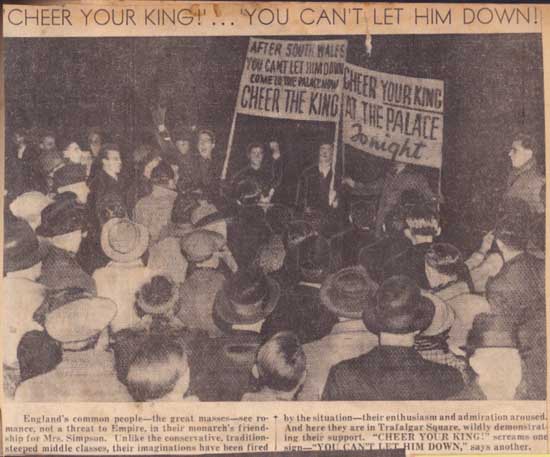 "CHEER YOUR KING!' ... 'YOU CAN'T LET HIM DOWN!
AFTER SOUTH WALES
YOU CAN'T LET HIM DOWN
COME TO THE PALACE NOW
CHEER THE KING
CHEER YOUR KING
AT THE PALACE
Tonight
England's common people—the great masses—see ro-
mance, not a threat to Empire, in their monarch's friend-
ship for Mrs. Simpson. Unlike the conservative, tradition-
steeped middle classes, their imaginations have been fired
by the situation—their enthusiasm and admiration aroused.
And here they are in Trafalgar Square, wildly demonstrat-
ing their support. "CHEER YOUR KING!" screams one
sign—"YOU CAN'T LET HIM DOWN," says another.